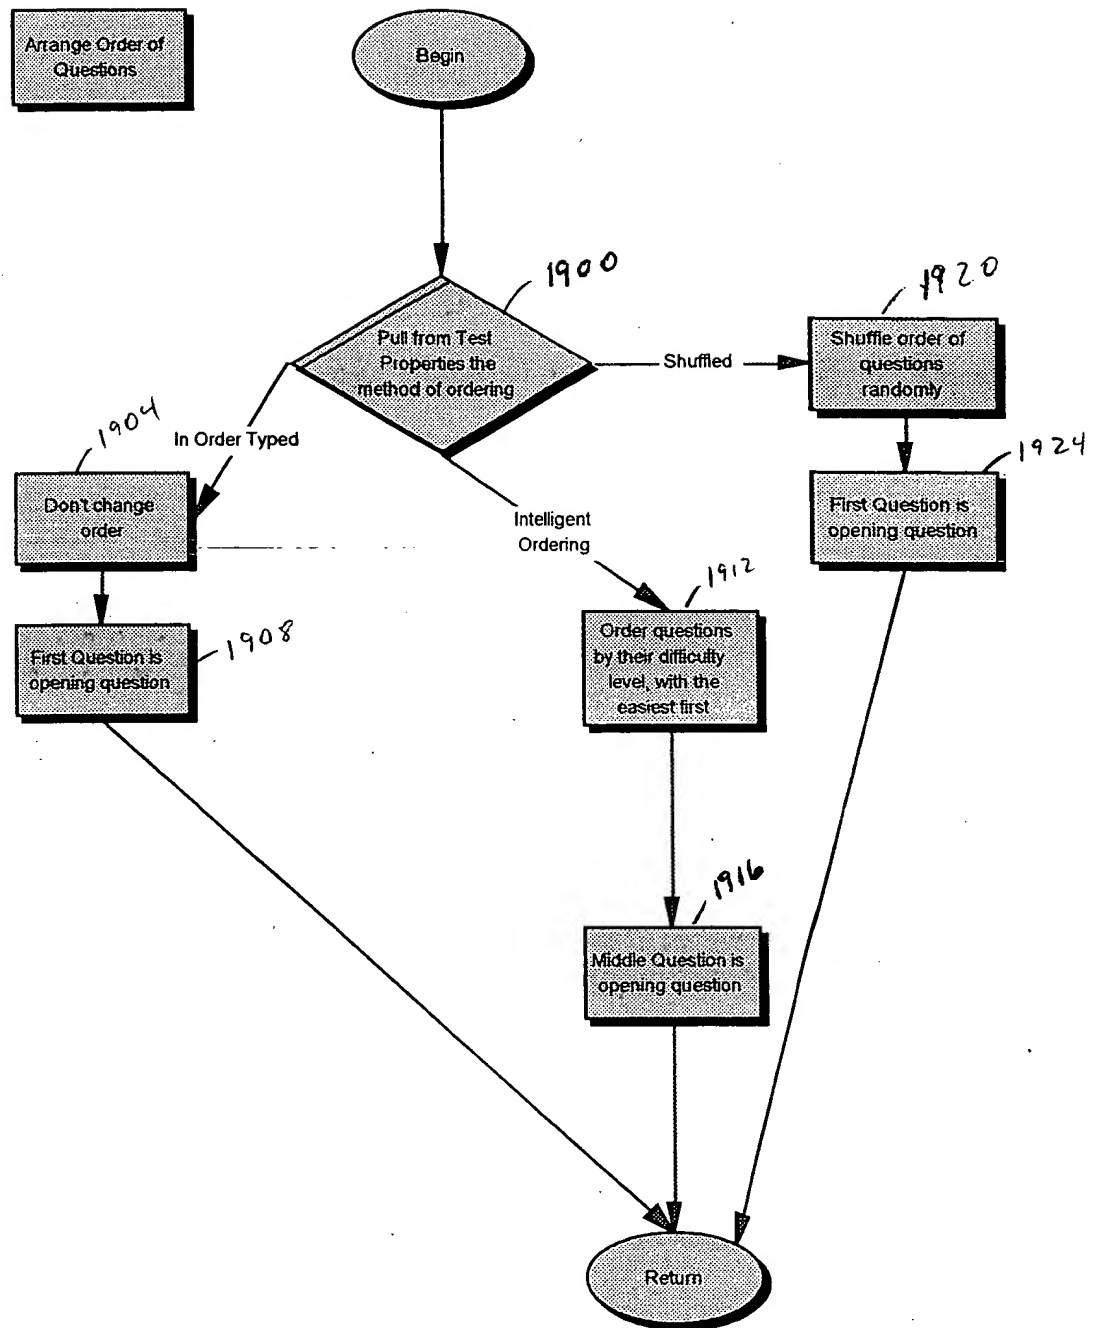 Arrange Order of
Questions
Begin
1900
Pull from Test
Properties the
method of ordering
Shuffled
1920
Shuffle order of
questions
randomly
1904
In Order Typed
Don't change
order
1924
First Question is
opening question
Intelligent
Ordering
1908
First Question is
opening question
1912
Order questions
by their difficulty
level, with the
easiest first
1916
Middle Question is
opening question
Return